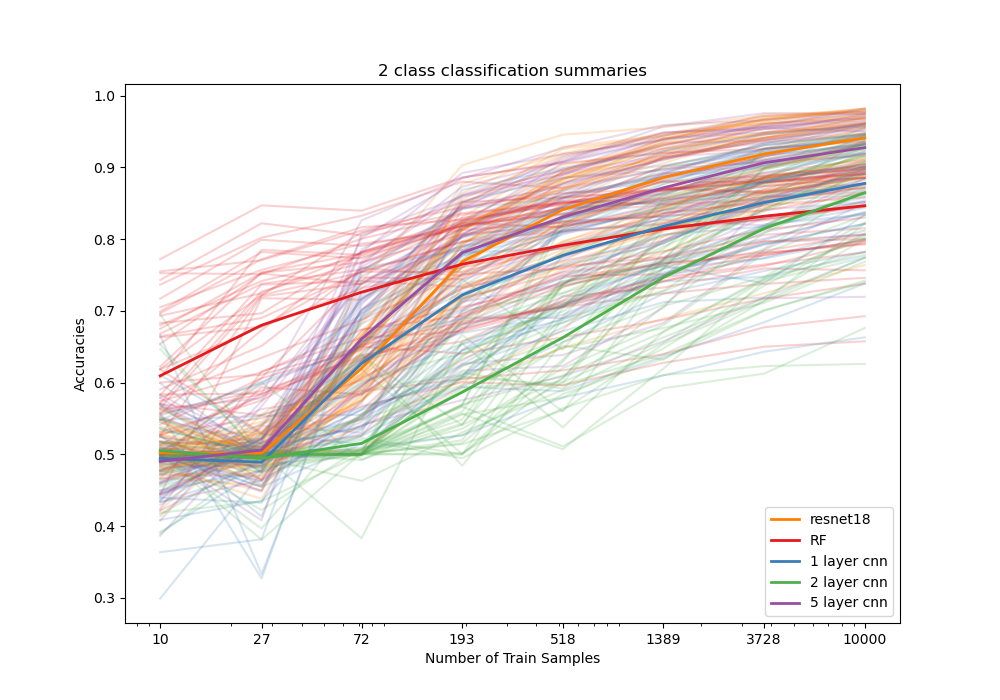 2 class classification summaries
1.0
0.9
0.8
0.7
0.6
0.5
0.4
0.3
Accuracies
10 27 72 193 518 1389 3728 10000
Number of Train Samples
resnet18
RF
1 layer cnn
2 layer cnn
5 layer cnn